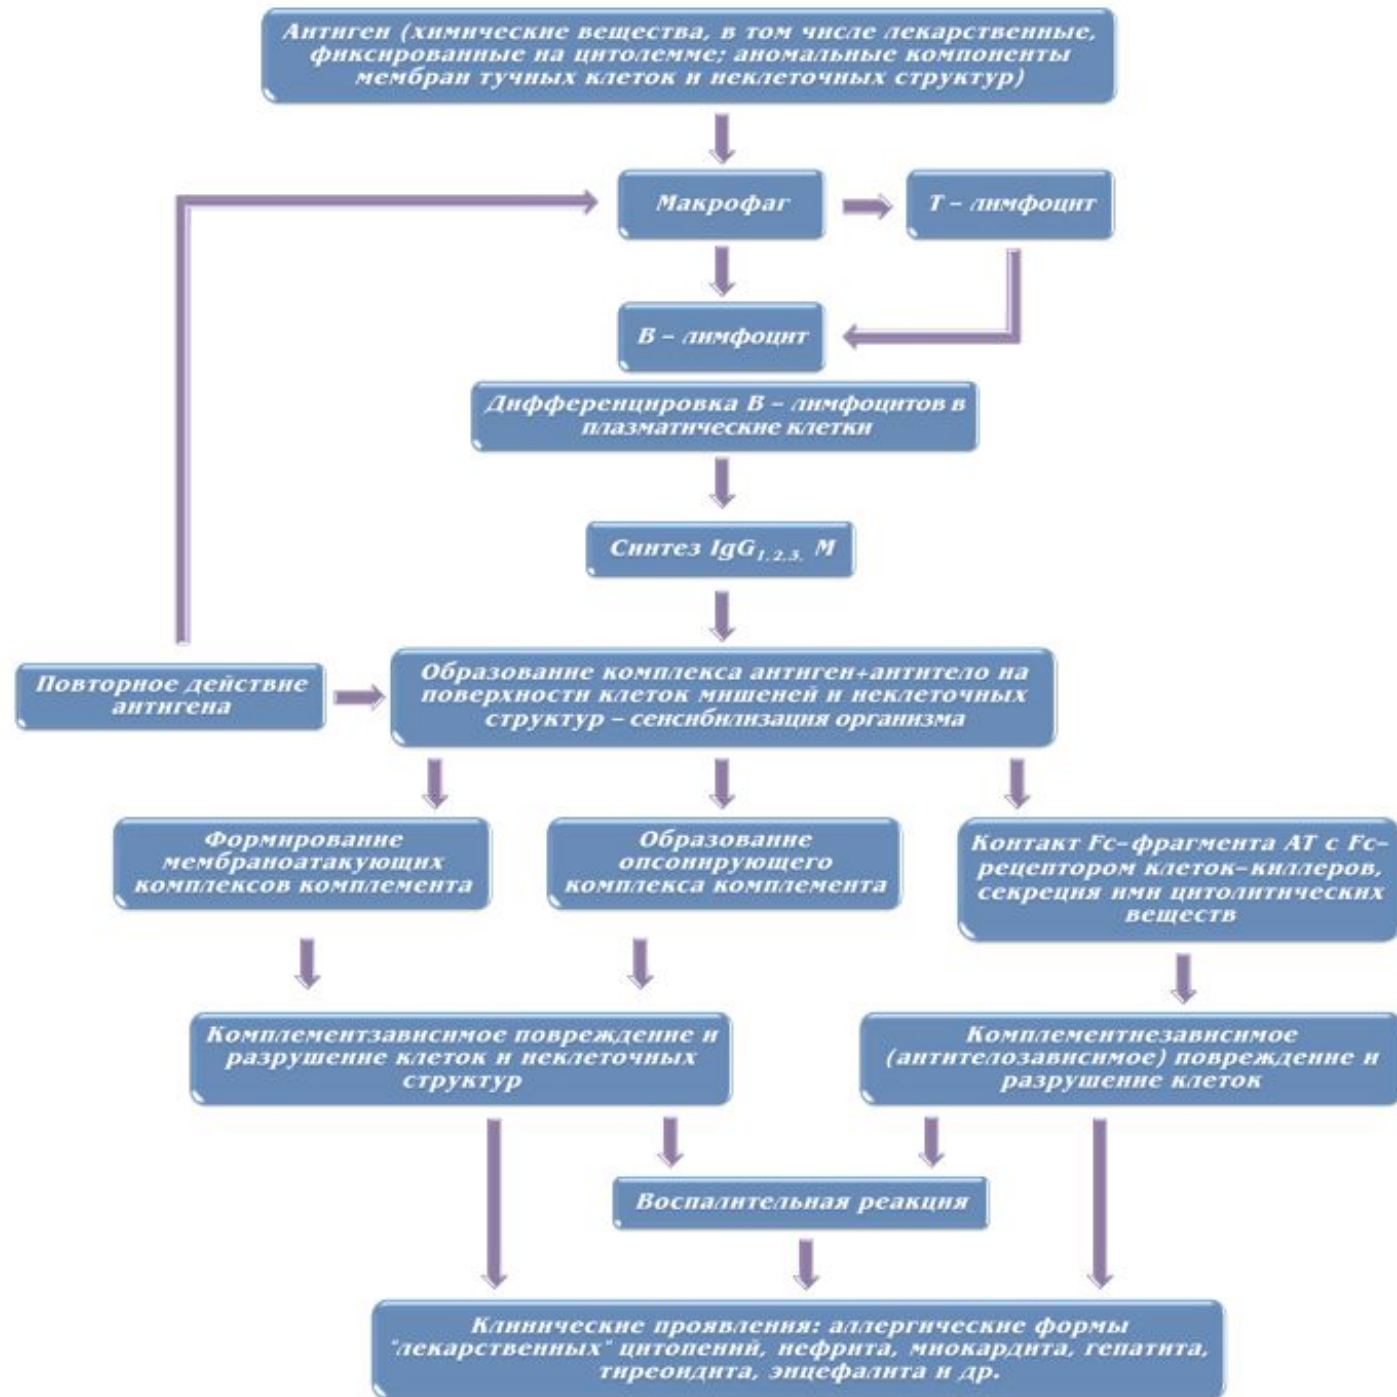 Антиген (химические вещества, в том числе лекарственные,
фиксированные на цитолемме; аномальные компоненты
мембран тучных клеток и неклеточных структур)
Макрофаг
Т – лимфоцит
В – лимфоцит
Дифференцировка В – лимфоцитов в
плазматические клетки
Синтез IgG1.2.3. М
Повторное действие
антигена
Образование комплекса антиген+антитело на
поверхности клеток мишеней и неклеточных
структур – сенсибилизация организма
Формирование
мембраноатакующих
комплексов комплемента
Образование
опсонирующего
комплекса комплемента
Контакт Fc–фрагмента АТ с Fc–
рецептором клеток–киллеров,
секреция ими цитолитических
веществ
Комплементзависимое повреждение и
разрушение клеток и неклеточных
структур
Комплементнезависимое
(антителозависимое) повреждение и
разрушение клеток
Воспалительная реакция
Клинические проявления: аллергические формы
"лекарственных" цитопений, нефрита, миокардита, гепатита,
тиреоидита, энцефалита и др.